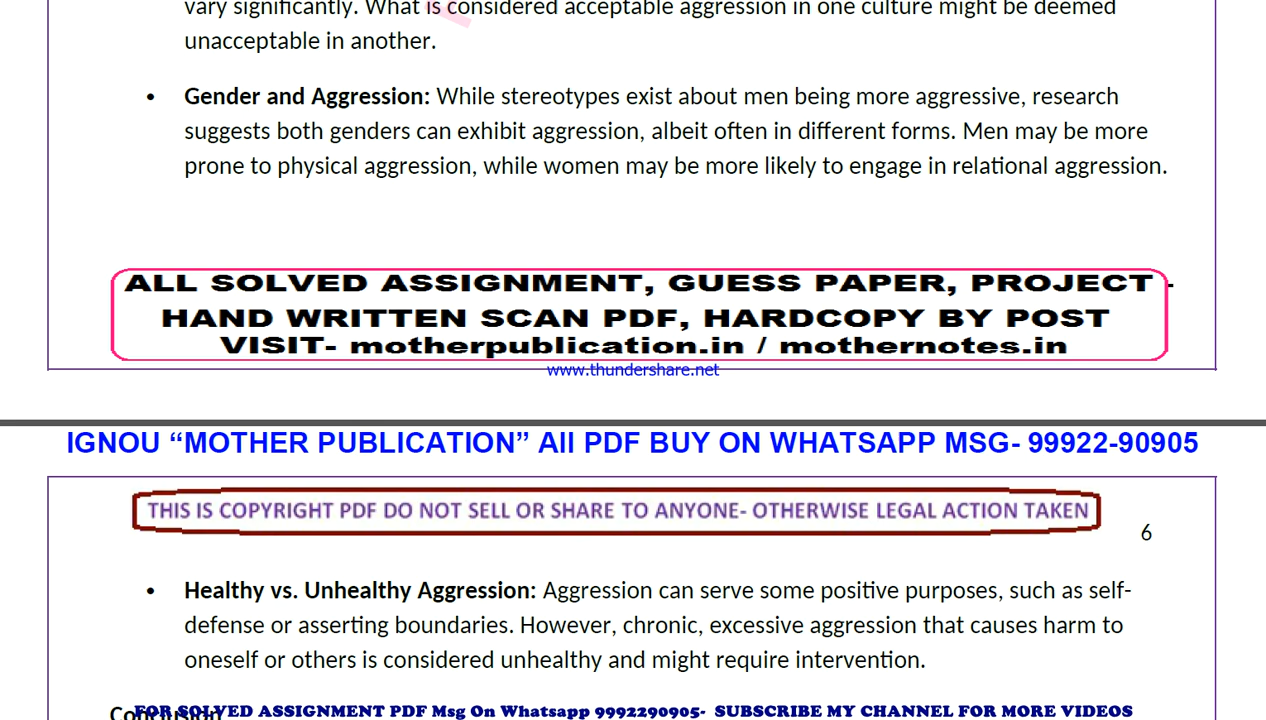 vary significantly. What is considered acceptable aggression in one culture might be deemed
unacceptable in another.
• Gender and Aggression: While stereotypes exist about men being more aggressive, research
suggests both genders can exhibit aggression, albeit often in different forms. Men may be more
prone to physical aggression, while women may be more likely to engage in relational aggression.
ALL SOLVED ASSIGNMENT, GUESS PAPER, PROJECT -
HAND WRITTEN SCAN PDF, HARDCOPY BY POST
VISIT- motherpublication.in / mothernotes.in
www.thundershare.net
IGNOU “MOTHER PUBLICATION” All PDF BUY ON WHATSAPP MSG- 99922-90905
THIS IS COPYRIGHT PDF DO NOT SELL OR SHARE TO ANYONE- OTHERWISE LEGAL ACTION TAKEN
6
• Healthy vs. Unhealthy Aggression: Aggression can serve some positive purposes, such as self-
defense or asserting boundaries. However, chronic, excessive aggression that causes harm to
oneself or others is considered unhealthy and might require intervention.
Conclusion
FOR SOLVED ASSIGNMENT PDF Msg On Whatsapp 9992290905- SUBSCRIBE MY CHANNEL FOR MORE VIDEOS